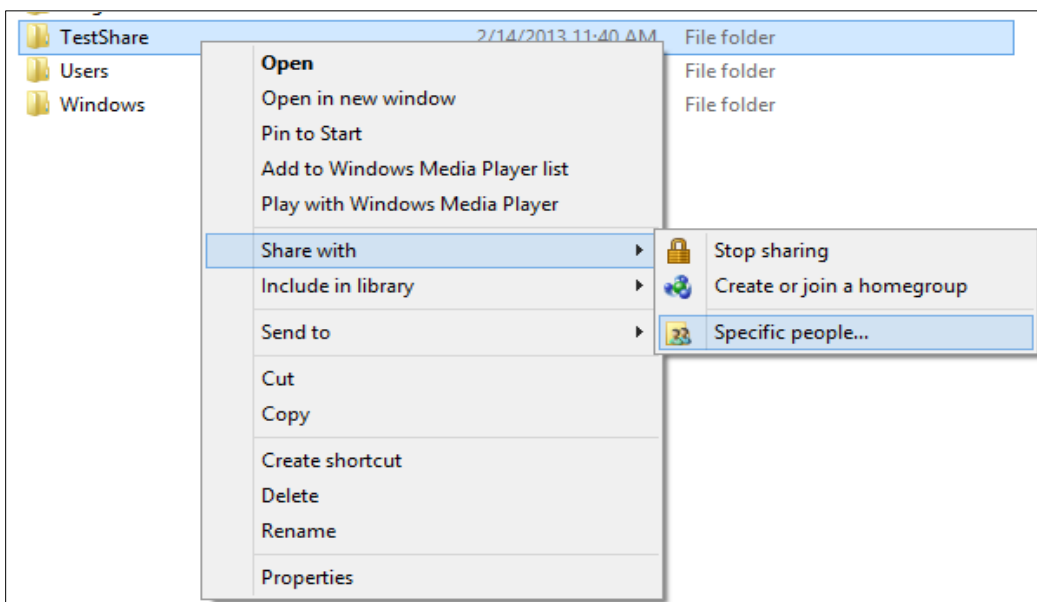 TestShare 2/14/2013 11:40 AM File folder
Users File folder
Windows File folder
Open
Open in new window
Pin to Start
Add to Windows Media Player list
Play with Windows Media Player
Share with
Include in library
Send to
Cut
Copy
Create shortcut
Delete
Rename
Properties
Stop sharing
Create or join a homegroup
Specific people...